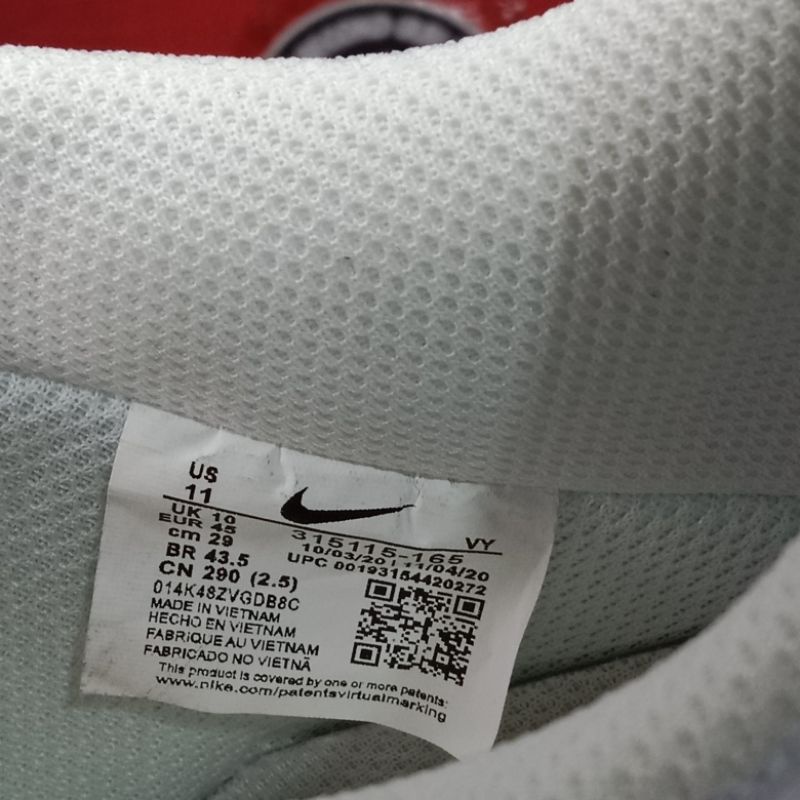 US
11
UK 10
EUR 45
cm 29
BR 43.5
CN 290 (2.5)
315115-165 VY
10/03/20 | 11/04/20
UPC 00193154420272
014K48ZVGDB8C
MADE IN VIETNAM
HECHO EN VIETNAM
FABRIQUE AU VIETNAM
FABRICADO NO VIETNÃ
This product is covered by one or more patents:
www.nike.com/patentsvirtualmarking